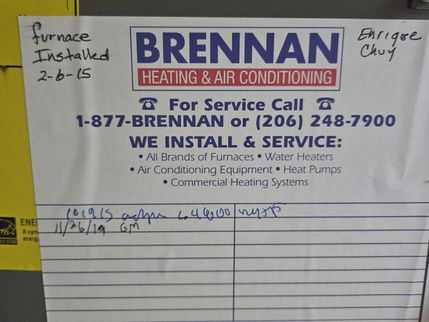 furnace
Installed
2-6-15
Enrique
Chuy
BRENNAN
HEATING & AIR CONDITIONING
☎ For Service Call ☎
1-877-BRENNAN or (206) 248-7900
WE INSTALL & SERVICE:
• All Brands of Furnaces • Water Heaters
• Air Conditioning Equipment • Heat Pumps
• Commercial Heating Systems
11/26/19 GM
ENE